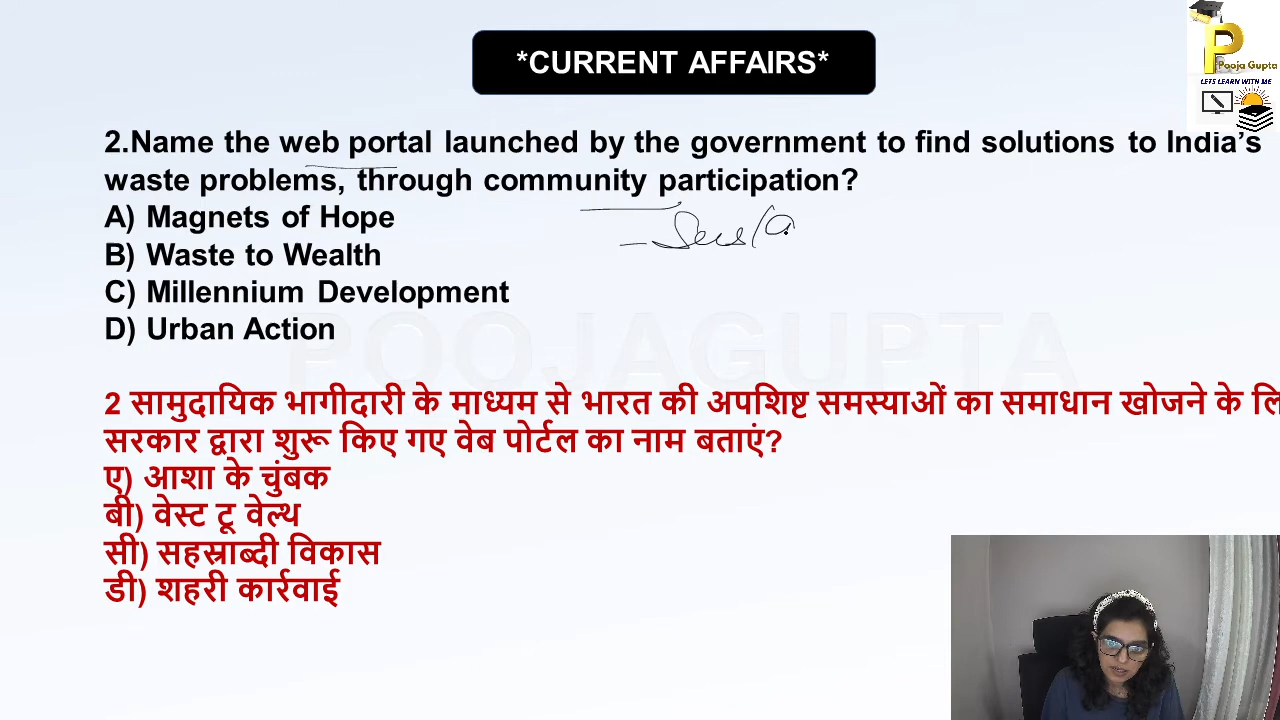 *CURRENT AFFAIRS*
P
Pooja Gupta
LETS LEARN WITH ME
2.Name the web portal launched by the government to find solutions to India's
waste problems, through community participation?
A) Magnets of Hope
B) Waste to Wealth
C) Millennium Development
D) Urban Action
POOJAGUPTA
2 सामुदायिक भागीदारी के माध्यम से भारत की अपशिष्ट समस्याओं का समाधान खोजने के लि
सरकार द्वारा शुरू किए गए वेब पोर्टल का नाम बताएं?
ए) आशा के चुंबक
बी) वेस्ट टू वेल्थ
सी) सहस्राब्दी विकास
डी) शहरी कार्रवाई